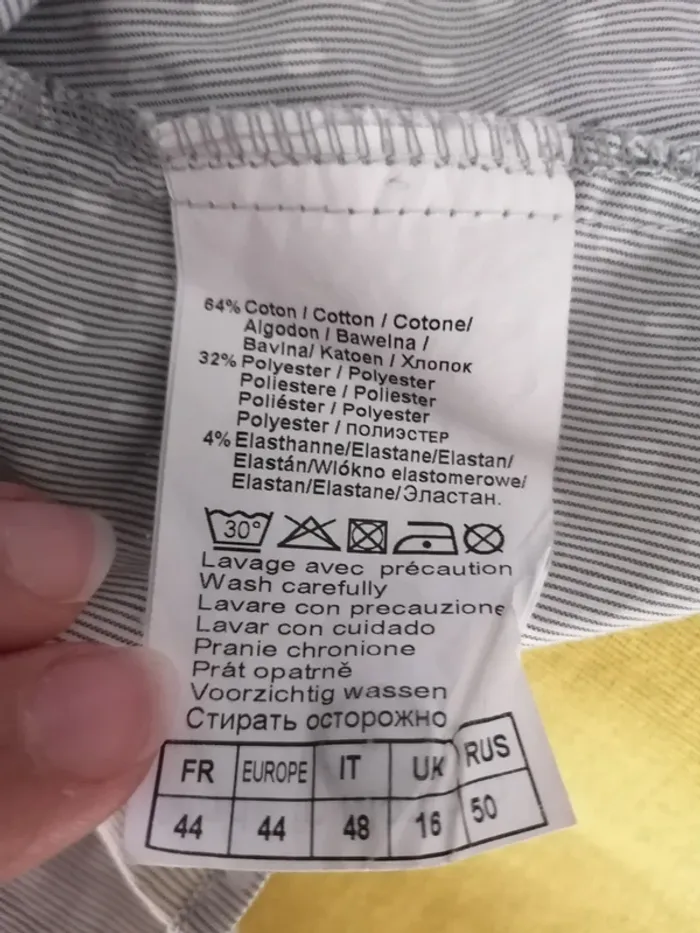 64% Coton / Cotton / Cotone/
Algodon / Bawelna /
Bavlna/ Katoen / Хлопок
32% Polyester / Polyester
Poliestere / Poliester
Poliéster / Polyester
Polyester / полиэстер
4% Elasthanne/Elastane/Elastan/
Elastán/Wlókno elastomerowe/
Elastan/Elastane/Эластан.
30°
Lavage avec précaution
Wash carefully
Lavare con precauzione
Lavar con cuidado
Pranie chronione
Prát opatrně
Voorzichtig wassen
Стирать осторожно
FR EUROPE IT UK RUS
44 44 48 16 50